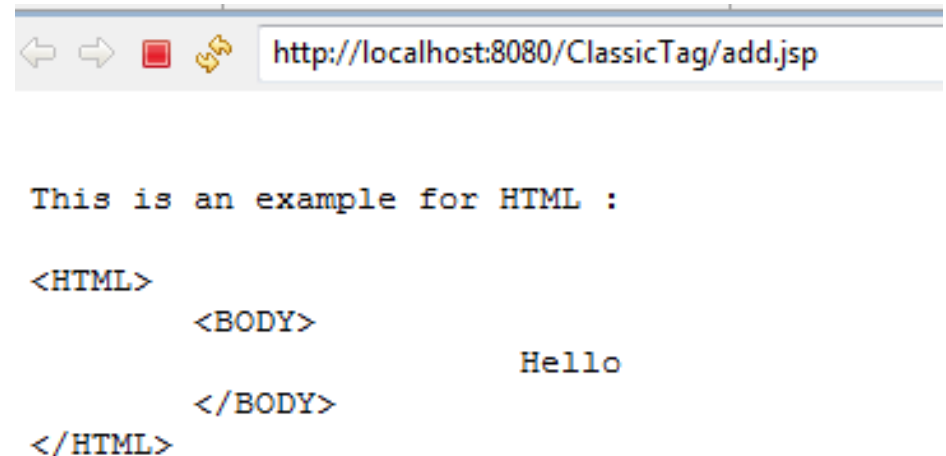 http://localhost:8080/ClassicTag/add.jsp
This is an example for HTML :
<HTML>
<BODY>
Hello
</BODY>
</HTML>